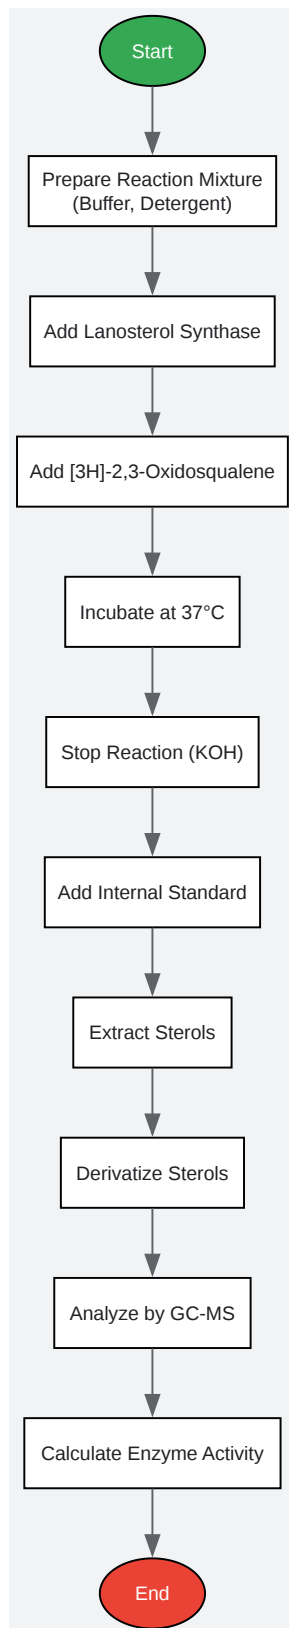 Start
Prepare Reaction Mixture
(Buffer, Detergent)
Add Lanosterol Synthase
Add [3H]-2,3-Oxidosqualene
Incubate at 37°C
Stop Reaction (KOH)
Add Internal Standard
Extract Sterols
Derivatize Sterols
Analyze by GC-MS
Calculate Enzyme Activity
End